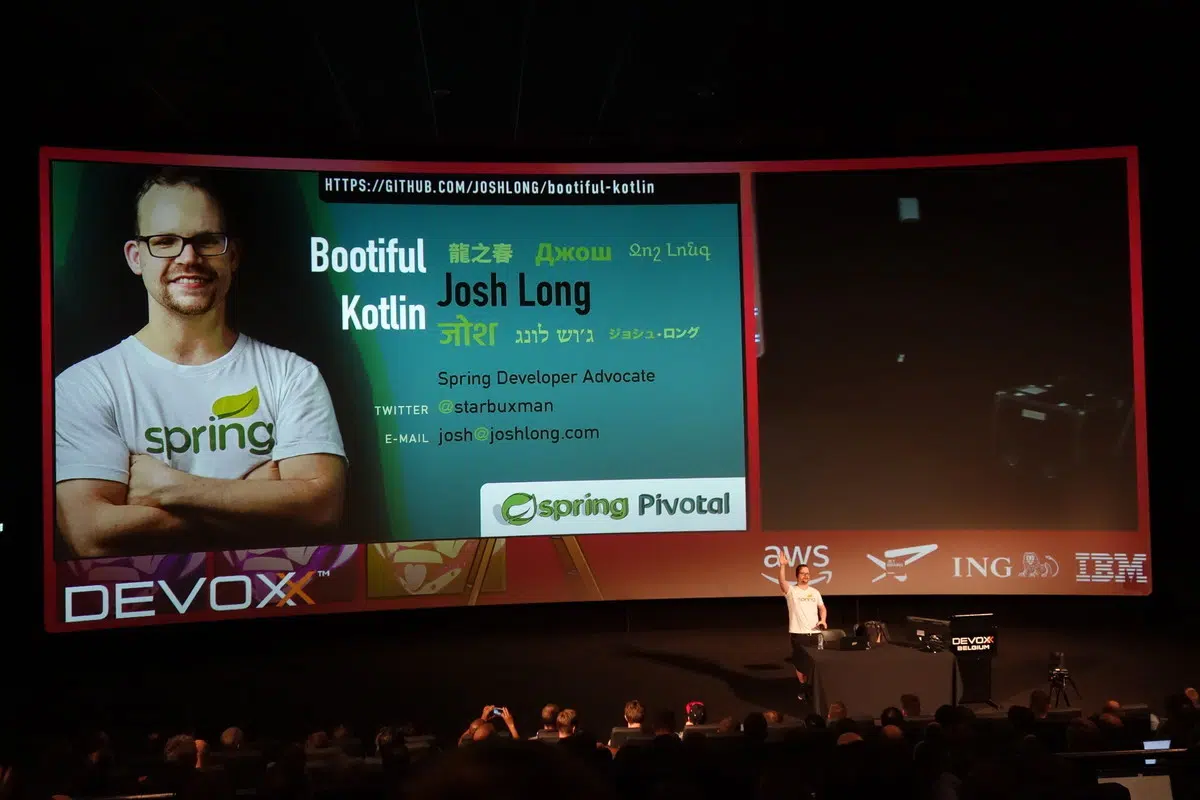 HTTPS://GITHUB.COM/JOSHLONG/bootiful-kotlin
Bootiful
Kotlin
龍之春 Джош Ջոշ Լոնգ
Josh Long
जोश ג׳וש לונג ジョシュ・ロング
Spring Developer Advocate
TWITTER @starbuxman
E-MAIL josh@joshlong.com
spring
spring Pivotal
DEVOXX™
aws
ING
IBM
spring
DEVOXX
BELGIUM